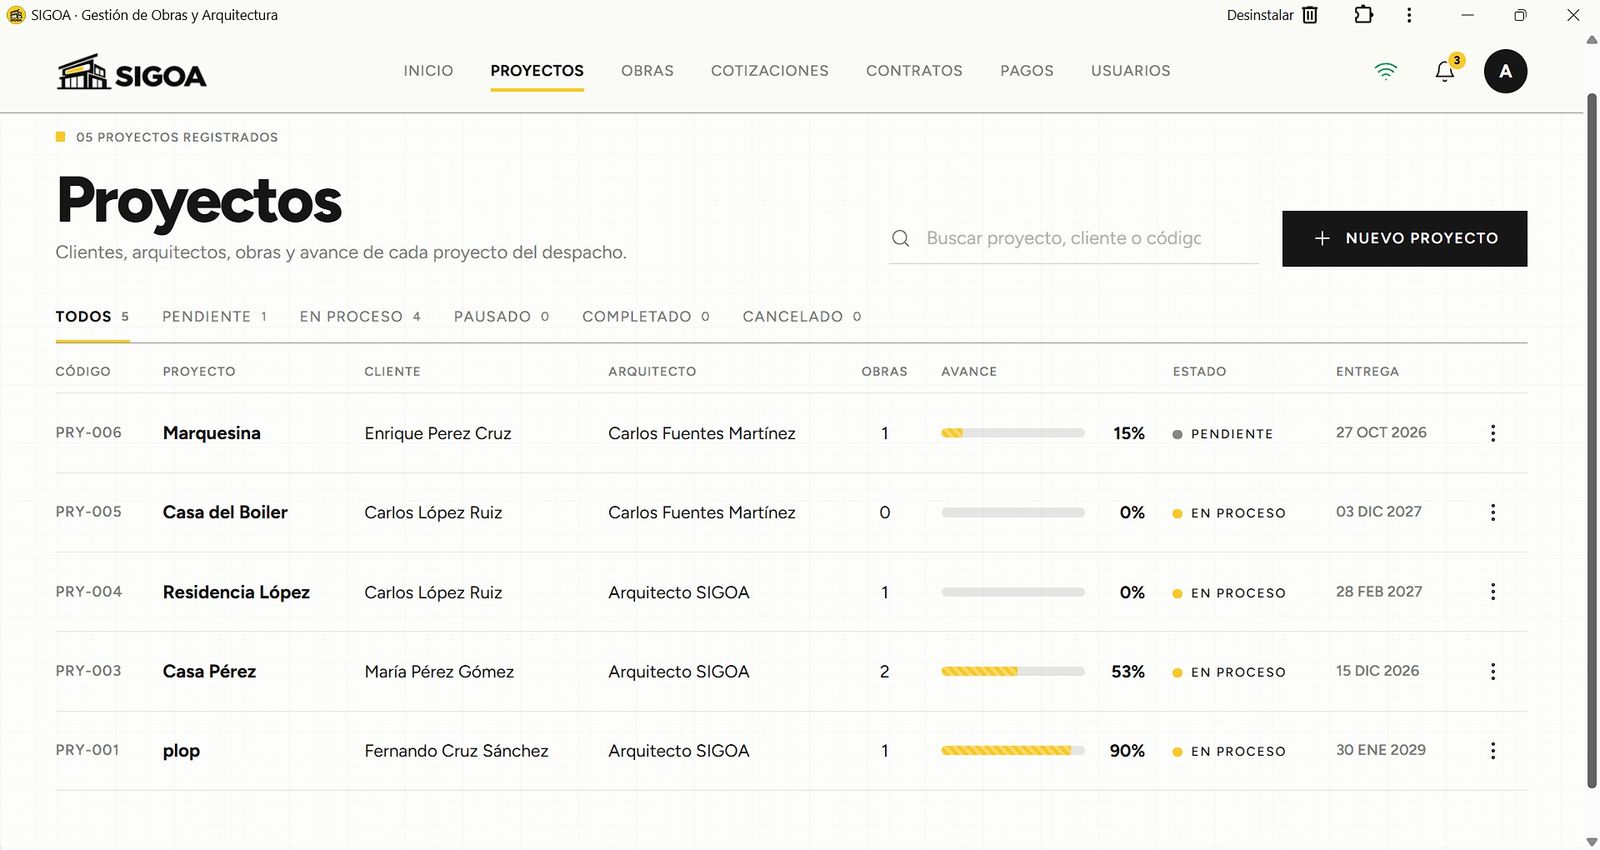 SIGOA · Gestión de Obras y Arquitectura Desinstalar
SIGOA INICIO PROYECTOS OBRAS COTIZACIONES CONTRATOS PAGOS USUARIOS 3 A
05 PROYECTOS REGISTRADOS
Proyectos
Clientes, arquitectos, obras y avance de cada proyecto del despacho.
Buscar proyecto, cliente o código + NUEVO PROYECTO
TODOS 5 PENDIENTE 1 EN PROCESO 4 PAUSADO 0 COMPLETADO 0 CANCELADO 0
CÓDIGO PROYECTO CLIENTE ARQUITECTO OBRAS AVANCE ESTADO ENTREGA
PRY-006 Marquesina Enrique Perez Cruz Carlos Fuentes Martínez 1 15% PENDIENTE 27 OCT 2026
PRY-005 Casa del Boiler Carlos López Ruiz Carlos Fuentes Martínez 0 0% EN PROCESO 03 DIC 2027
PRY-004 Residencia López Carlos López Ruiz Arquitecto SIGOA 1 0% EN PROCESO 28 FEB 2027
PRY-003 Casa Pérez María Pérez Gómez Arquitecto SIGOA 2 53% EN PROCESO 15 DIC 2026
PRY-001 plop Fernando Cruz Sánchez Arquitecto SIGOA 1 90% EN PROCESO 30 ENE 2029